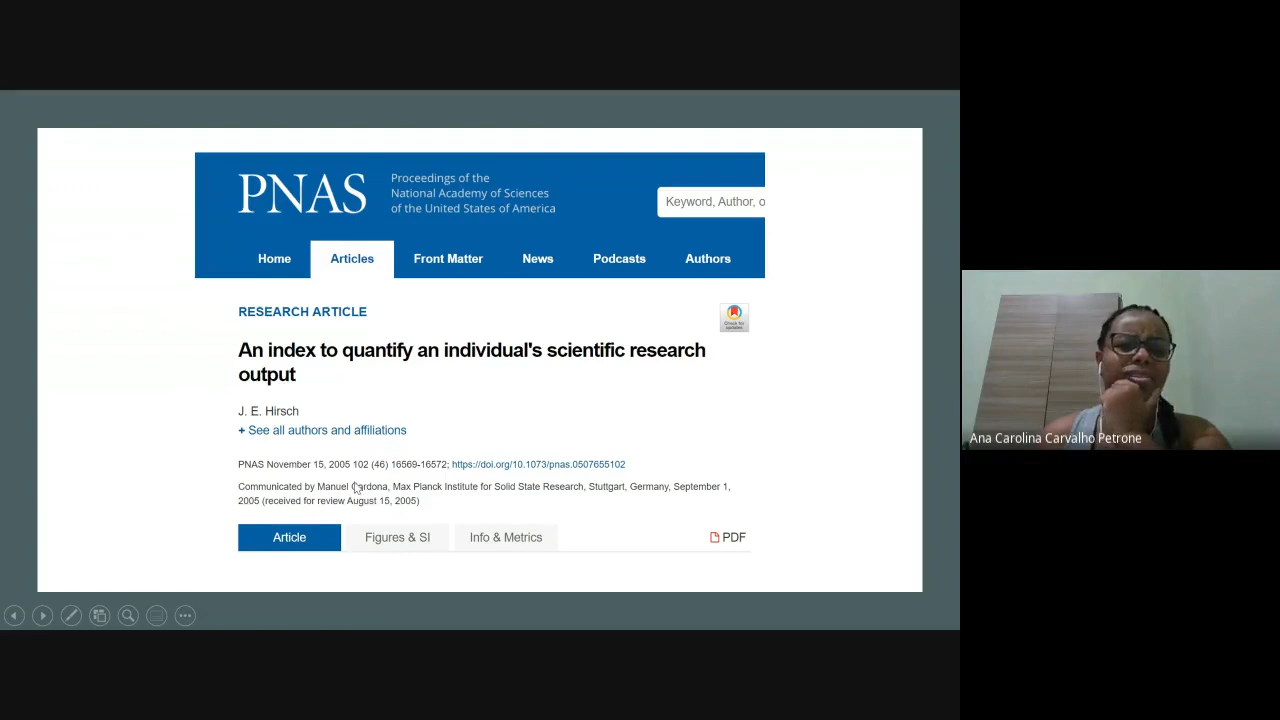 PNAS
Proceedings of the
National Academy of Sciences
of the United States of America
Keyword, Author, o
Home Articles Front Matter News Podcasts Authors
RESEARCH ARTICLE
Check for
updates
An index to quantify an individual's scientific research
output
J. E. Hirsch
+ See all authors and affiliations
PNAS November 15, 2005 102 (46) 16569-16572; https://doi.org/10.1073/pnas.0507655102
Communicated by Manuel Cardona, Max Planck Institute for Solid State Research, Stuttgart, Germany, September 1,
2005 (received for review August 15, 2005)
Article Figures & SI Info & Metrics PDF
Ana Carolina Carvalho Petrone